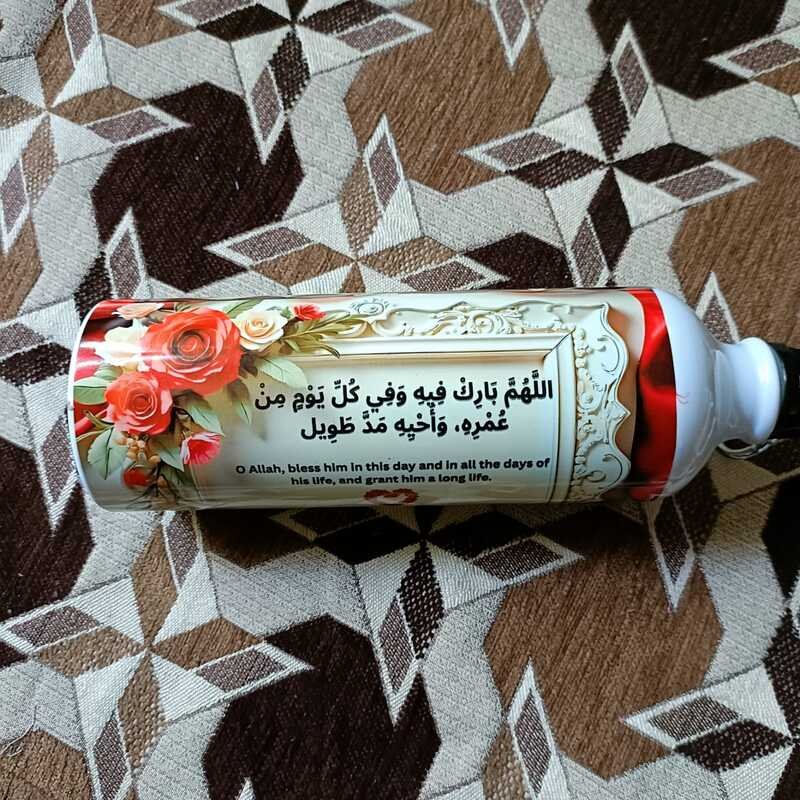 اللَّهُمَّ بَارِكْ فِيهِ وَفِي كُلِّ يَوْمٍ مِنْ
عُمْرِهِ، وَأَحْيِهِ مَدَّ طَوِيل
O Allah, bless him in this day and in all the days of
his life, and grant him a long life.